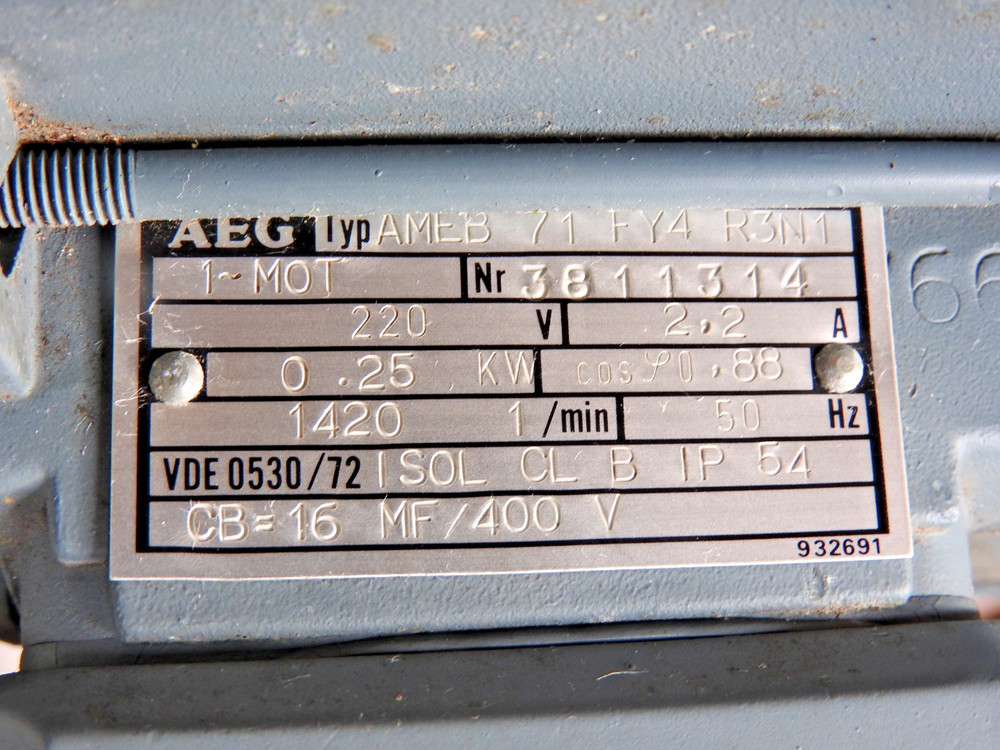 AEG Typ AMEB 71 FY4 R3N1
1~ MOT Nr 3811314
220 V 2,2 A
0.25 KW cos φ 0,88
1420 1/min 50 Hz
VDE 0530/72 ISOL CL B IP 54
CB=16 MF/400 V
932691
66